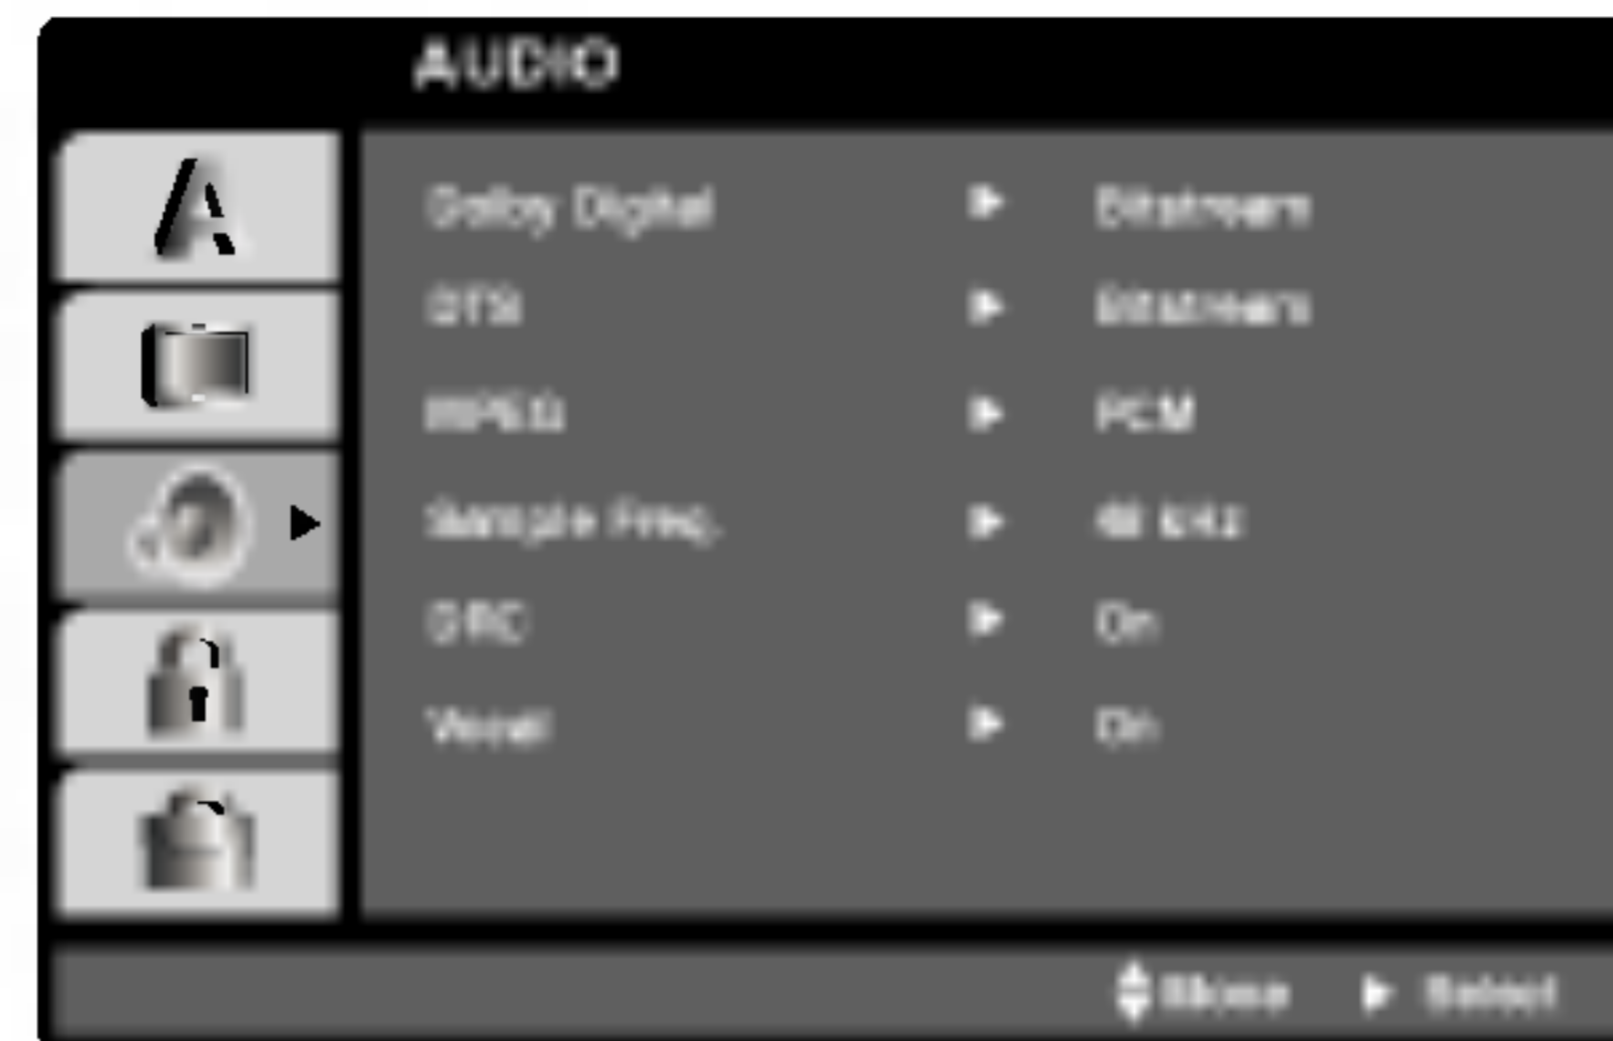 AUDIO
A
Dolby Digital Bitstream
DTS Bitstream
MPEG PCM
Sample Freq. 48 kHz
DRC On
Vocal On
Move Select